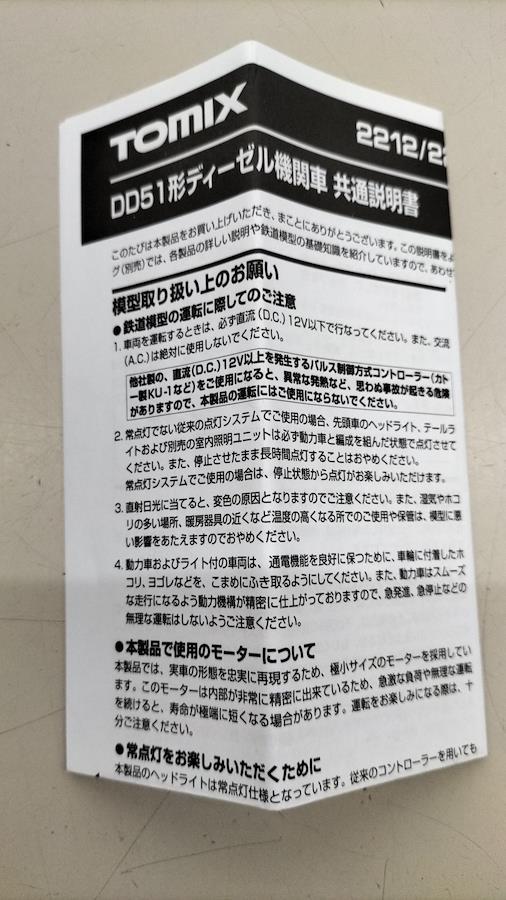 TOMIX
2212/22
DD51形ディーゼル機関車 共通説明書
このたびは本製品をお買い上げいただき、まことにありがとうございます。この説明書をよ
グ(別売)では、各製品の詳しい説明や鉄道模型の基礎知識を紹介していますので、あわせ
模型取り扱い上のお願い
●鉄道模型の運転に際してのご注意
1. 車両を運転するときは、必ず直流(D.C.)12V以下で行なってください。また、交流
(A.C.)は絶対に使用しないでください。
他社製の、直流(D.C.)12V以上を発生するパルス制御方式コントローラー(カト
ー製KU-1など)をご使用になると、異常な発熱など、思わぬ事故が起きる危険
がありますので、本製品の運転にはご使用にならないでください。
2. 常点灯でない従来の点灯システムでご使用の場合、先頭車のヘッドライト、テールラ
イトおよび別売の室内照明ユニットは必ず動力車と編成を組んだ状態で点灯させて
ください。また、停止させたまま長時間点灯することはおやめください。
常点灯システムでご使用の場合は、停止状態から点灯がお楽しみいただけます。
3. 直射日光に当てると、変色の原因となりますのでご注意ください。また、湿気やホコ
リの多い場所、暖房器具の近くなど温度の高くなる所でのご使用や保管は、模型に悪
い影響をあたえますのでおやめください。
4. 動力車およびライト付の車両は、通電機能を良好に保つために、車輪に付着したホ
コリ、ヨゴレなどを、こまめにふき取るようにしてください。また、動力車はスムーズ
な走行になるよう動力機構が精密に仕上がっておりますので、急発進、急停止などの
無理な運転はしないようご注意ください。
●本製品で使用のモーターについて
本製品では、実車の形態を忠実に再現するため、極小サイズのモーターを採用してい
ます。このモーターは内部が非常に精密に出来ているため、急激な負荷や無理な運転
を続けると、寿命が極端に短くなる場合があります。運転をお楽しみになる際は、十
分ご注意ください。
●常点灯をお楽しみいただくために
本製品のヘッドライトは常点灯仕様となっています。従来のコントローラーを用いても